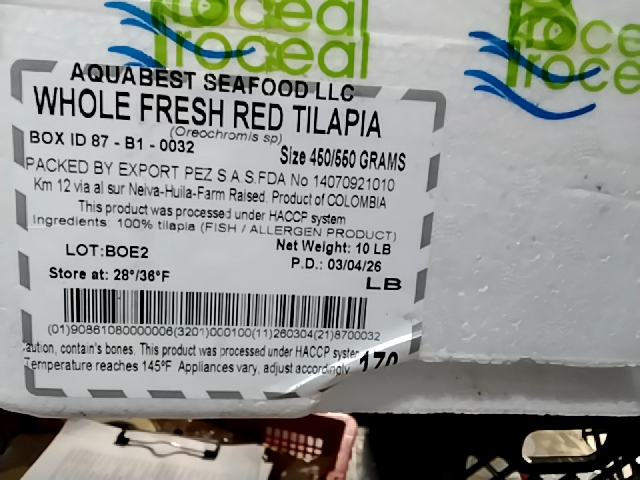 AQUABEST SEAFOOD LLC
WHOLE FRESH RED TILAPIA
(Oreochromis sp)
BOX ID 87 - B1 - 0032
Size 450/550 GRAMS
PACKED BY EXPORT PEZ S.A.S.FDA No 14070921010
Km 12 via al sur Neiva-Huila-Farm Raised. Product of COLOMBIA
This product was processed under HACCP system
Ingredients: 100% tilapia (FISH / ALLERGEN PRODUCT)
LOT:BOE2
Net Weight: 10 LB
P.D.: 03/04/26
Store at: 28°/36°F
LB
(01)90861080000006(3201)000100(11)260304(21)8700032
aution, contain's bones. This product was processed under HACCP syste
Temperature reaches 145°F. Appliances vary, adjust accordingly
170